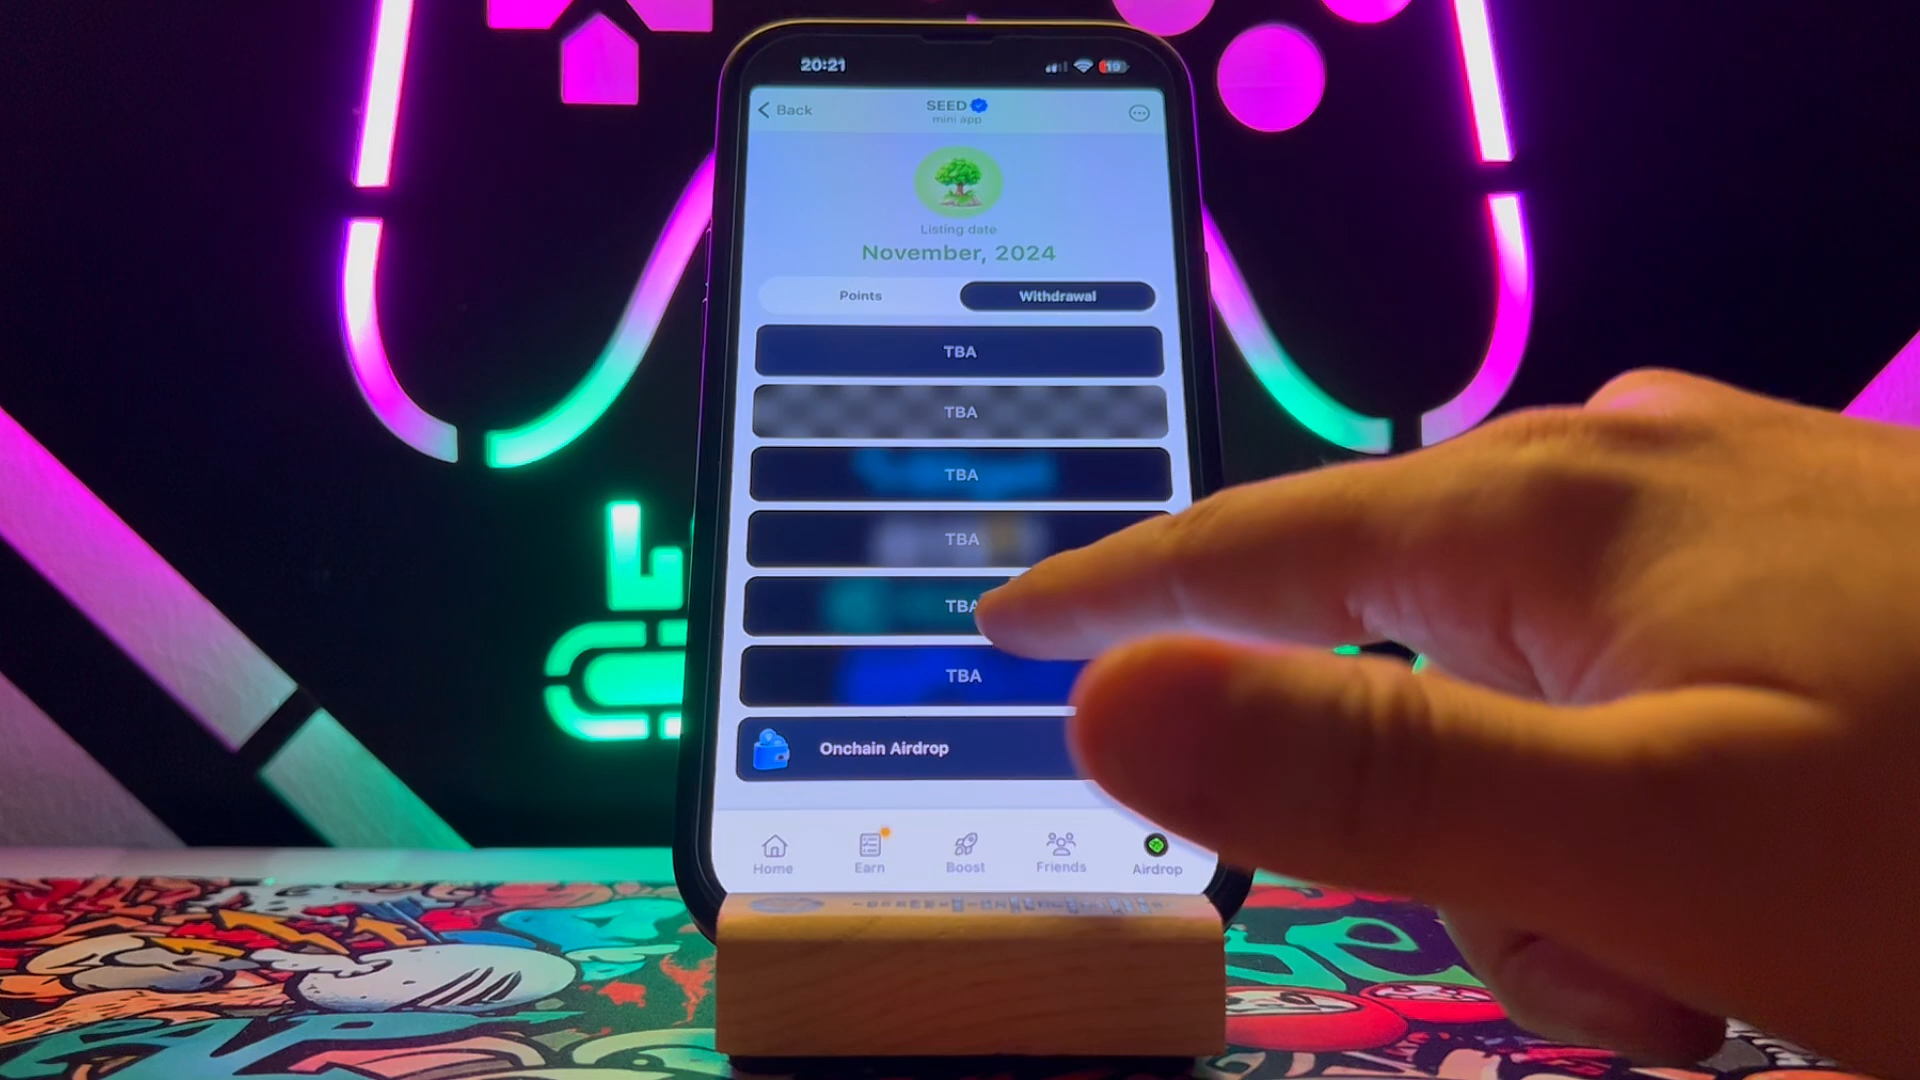 20:21
19
Back
SEED
mini app
Listing date
November, 2024
Points
Withdrawal
TBA
TBA
TBA
TBA
TBA
TBA
Onchain Airdrop
Home
Earn
Boost
Friends
Airdrop